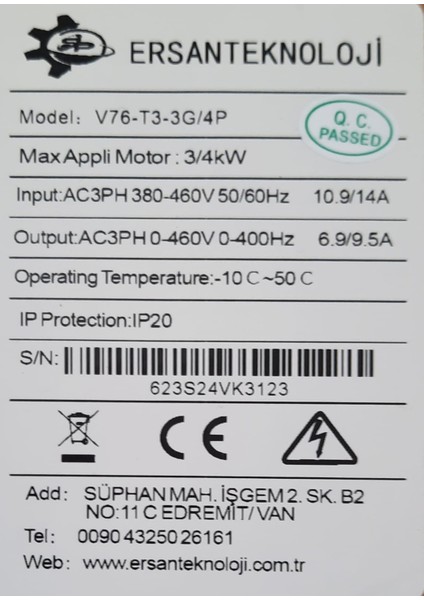 ERSANTEKNOLOJİ
Model: V76-T3-3G/4P
Q.C.
PASSED
Max Appli Motor : 3/4kW
Input:AC3PH 380-460V 50/60Hz 10.9/14A
Output:AC3PH 0-460V 0-400Hz 6.9/9.5A
Operating Temperature:-10 C ~50 C
IP Protection:IP20
S/N:
623S24VK3123
CE
Add : SÜPHAN MAH. İŞGEM 2. SK. B2
NO:11 C EDREMIT/ VAN
Tel: 0090 4325026161
Web: www.ersanteknoloji.com.tr